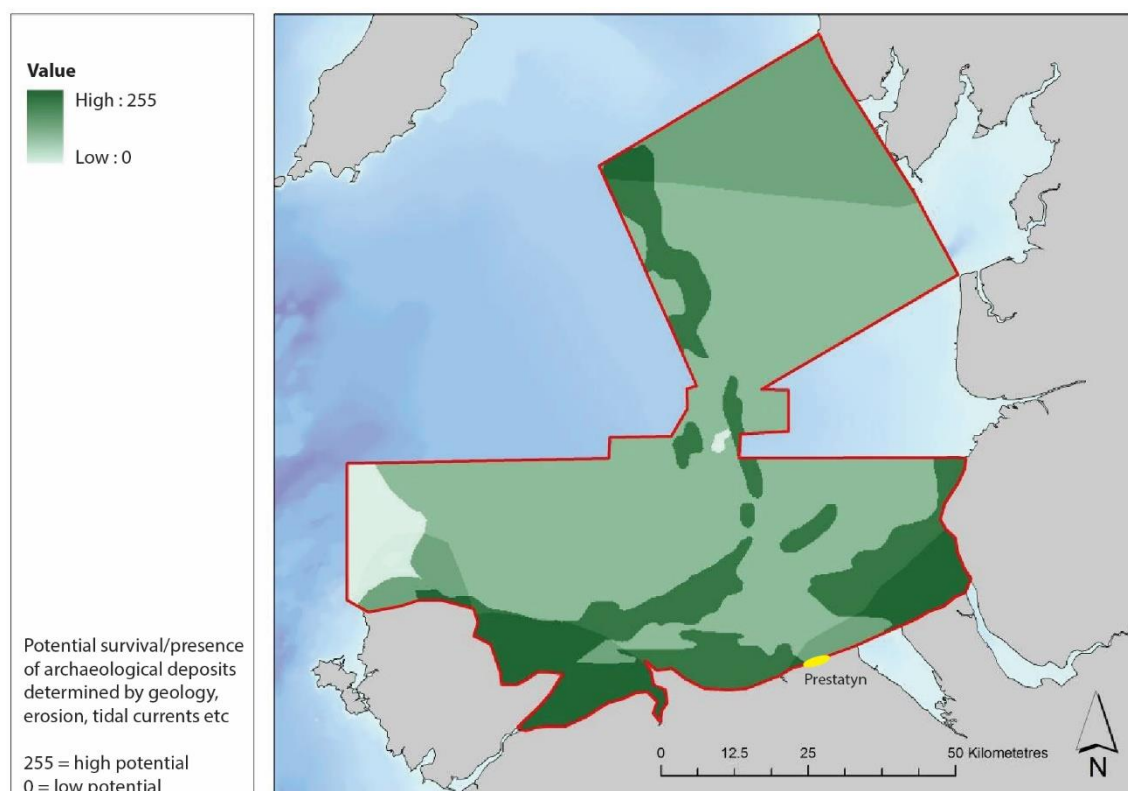 Value
High : 255
Low : 0
Potential survival/presence
of archaeological deposits
determined by geology,
erosion, tidal currents etc
255 = high potential
0 = low potential
Prestatyn
0 12.5 25 50 Kilometetres
N